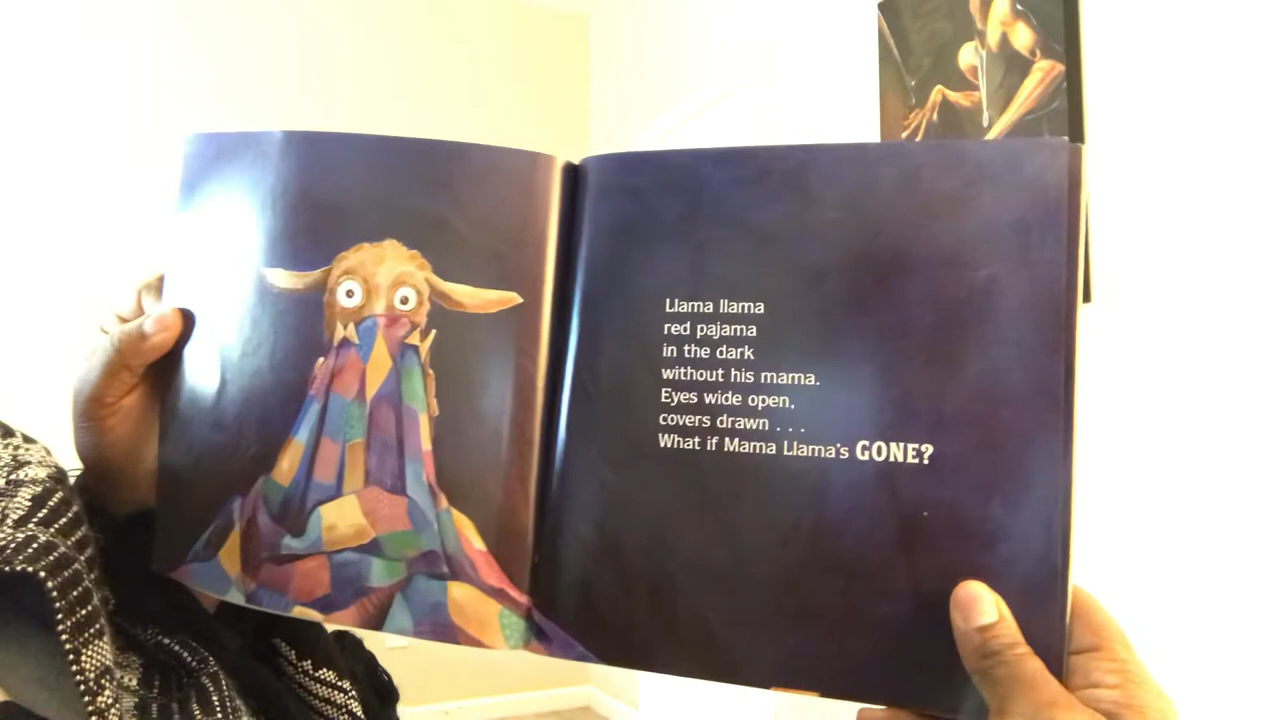 Llama llama
red pajama
in the dark
without his mama.
Eyes wide open,
covers drawn . . .
What if Mama Llama's GONE?